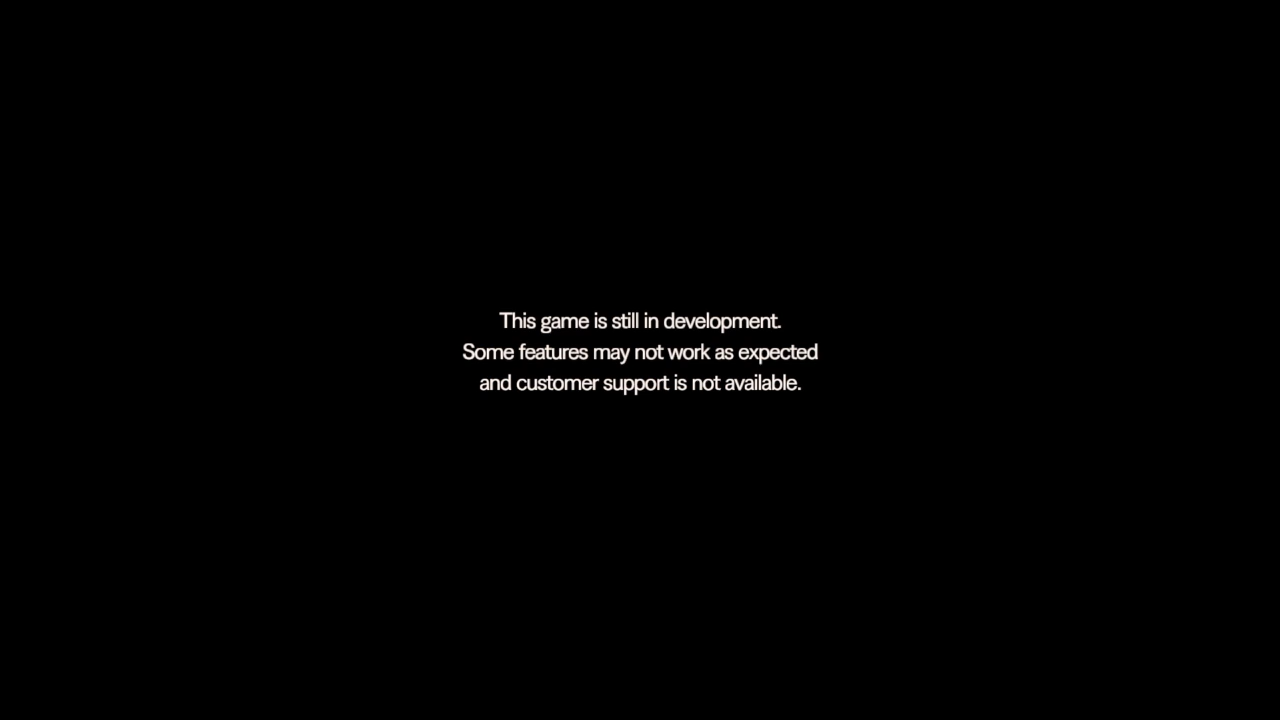 This game is still in development.
Some features may not work as expected
and customer support is not available.